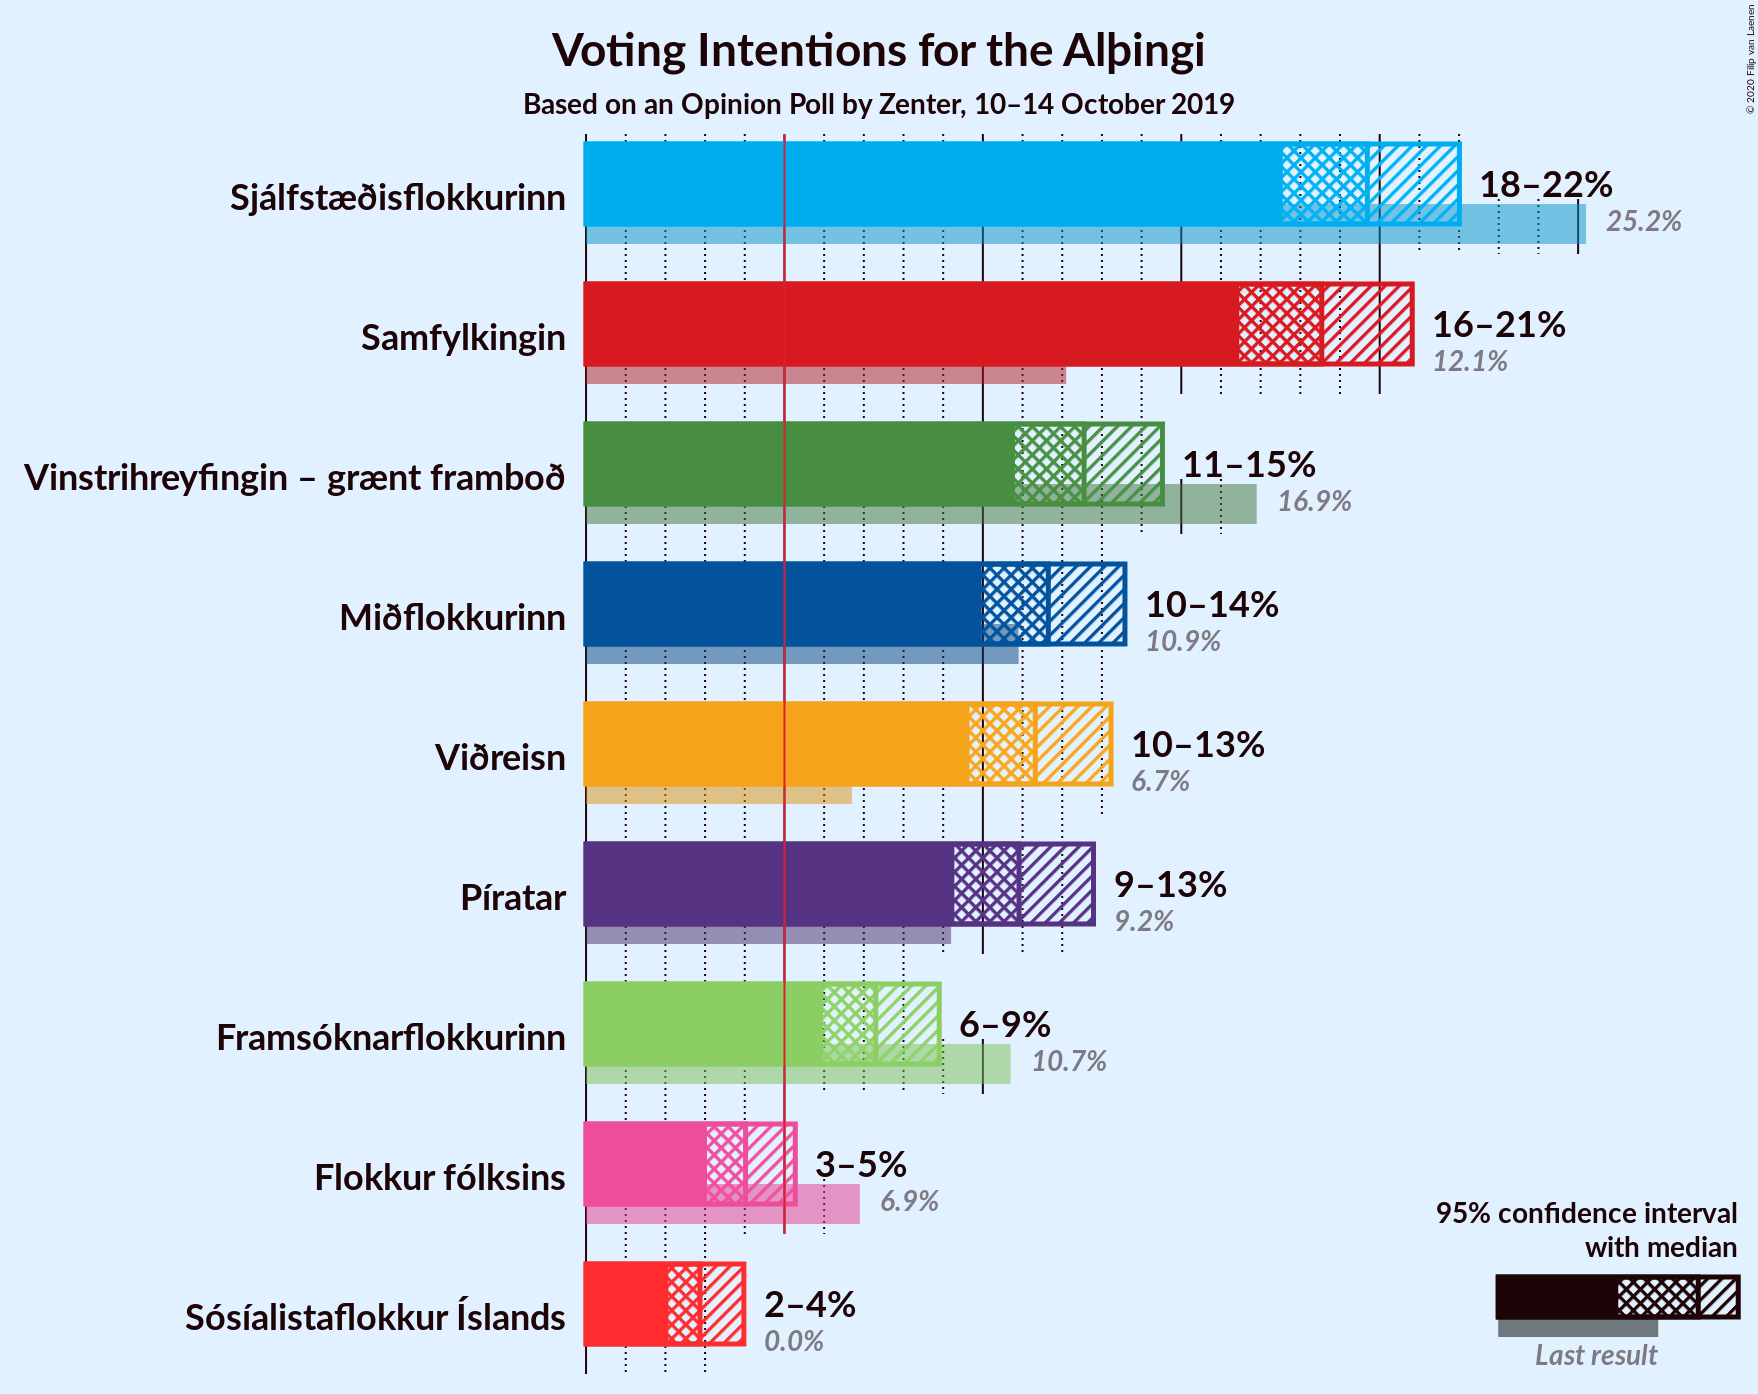 Voting Intentions for the Alþingi
Based on an Opinion Poll by Zenter, 10–14 October 2019
© 2020 Filip van Laenen
Sjálfstæðisflokkurinn
18–22%
25.2%
Samfylkingin
16–21%
12.1%
Vinstrihreyfingin – grænt framboð
11–15%
16.9%
Miðflokkurinn
10–14%
10.9%
Viðreisn
10–13%
6.7%
Píratar
9–13%
9.2%
Framsóknarflokkurinn
6–9%
10.7%
Flokkur fólksins
3–5%
6.9%
Sósíalistaflokkur Íslands
2–4%
0.0%
95% confidence interval
with median
Last result